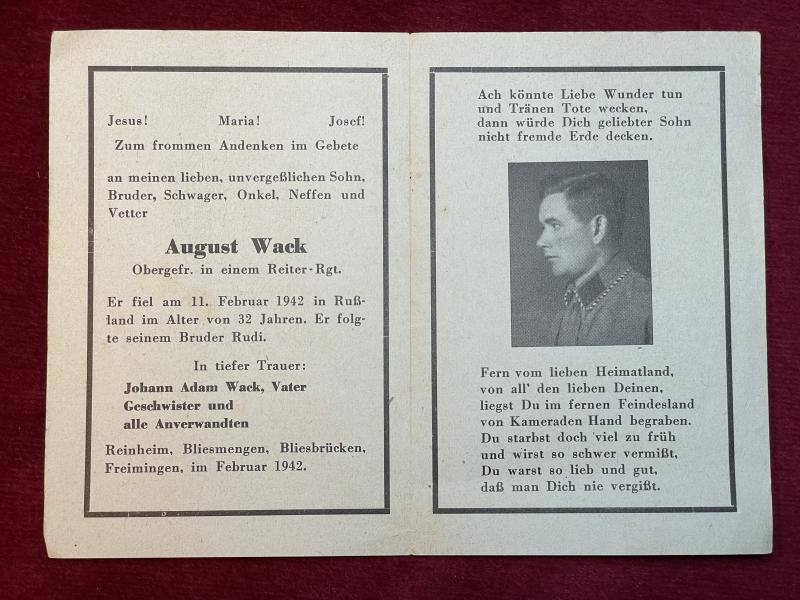 Jesus! Maria! Josef!
Zum frommen Andenken im Gebete
an meinen lieben, unvergeßlichen Sohn,
Bruder, Schwager, Onkel, Neffen und
Vetter
August Wack
Obergefr. in einem Reiter-Rgt.
Er fiel am 11. Februar 1942 in Ruß-
land im Alter von 32 Jahren. Er folg-
te seinem Bruder Rudi.
In tiefer Trauer:
Johann Adam Wack, Vater
Geschwister und
alle Anverwandten
Reinheim, Bliesmengen, Bliesbrücken,
Freimingen, im Februar 1942.
Ach könnte Liebe Wunder tun
und Tränen Tote wecken,
dann würde Dich geliebter Sohn
nicht fremde Erde decken.
Fern vom lieben Heimatland,
von all' den lieben Deinen,
liegst Du im fernen Feindesland
von Kameraden Hand begraben.
Du starbst doch viel zu früh
und wirst so schwer vermißt,
Du warst so lieb und gut,
daß man Dich nie vergißt.